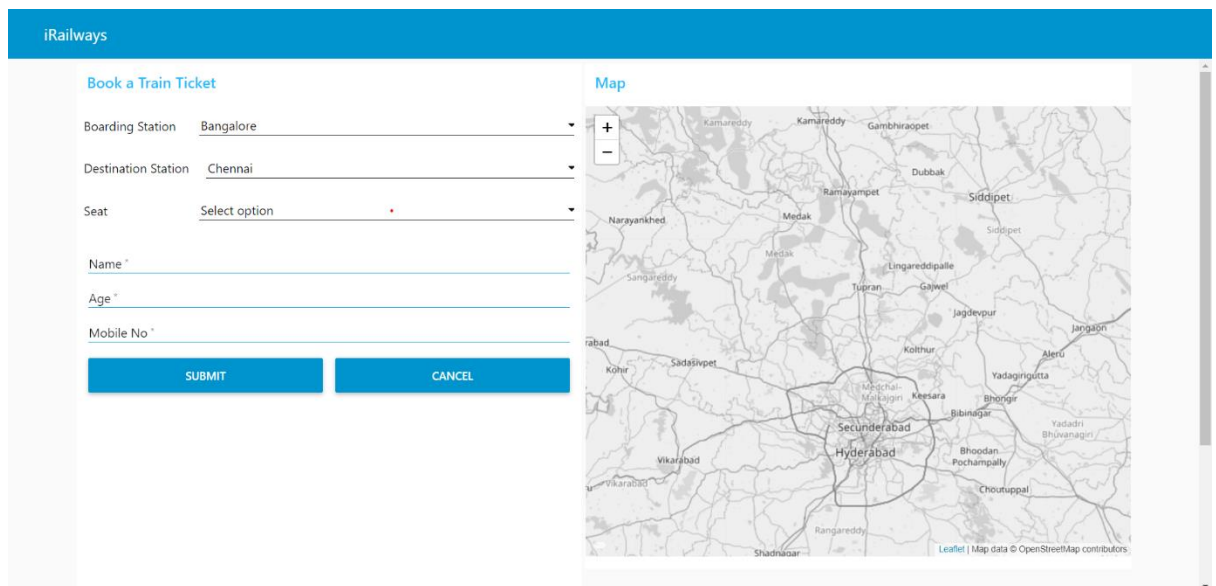 iRailways
Book a Train Ticket
Boarding Station Bangalore
Destination Station Chennai
Seat Select option
Name *
Age *
Mobile No *
SUBMIT CANCEL
Map
+
−
Kamareddy
Kamareddy
Gambhiraopet
Dubbak
Ramayampet
Siddipet
Narayankhed
Medak
Siddipet
Medak
Lingareddipalle
Sangareddy
Tupran
Gajwel
Jagdevpur
Jangaon
rabad
Kolthur
Aleru
Kohir
Sadasivpet
Yadagirigutta
Medchal-
Malkajgiri
Keesara
Bhongir
Bibinagar
Secunderabad
Yadadri
Bhuvanagiri
Hyderabad
Bhoodan
Pochampally
Vikarabad
Vikarabad
Choutuppal
Rangareddy
Shadnagar
Leaflet | Map data © OpenStreetMap contributors